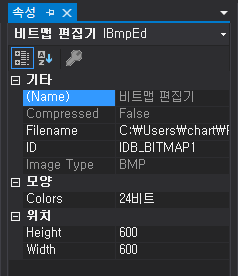 속성
비트맵 편집기 IBmpEd
기타
(Name) 비트맵 편집기
Compressed False
Filename C:₩Users₩chart₩F
ID IDB_BITMAP1
Image Type BMP
모양
Colors 24비트
위치
Height 600
Width 600